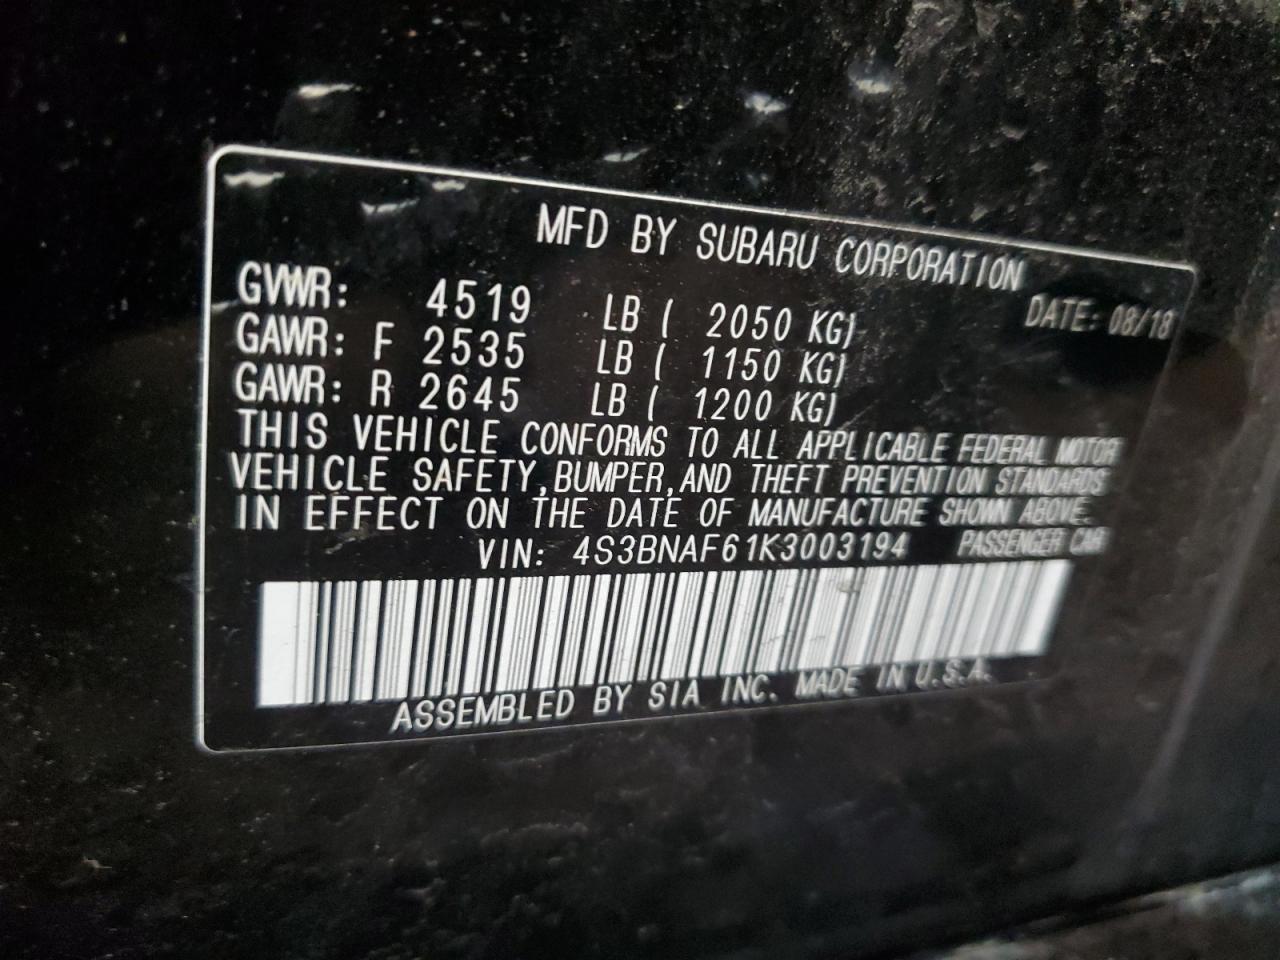 MFD BY SUBARU CORPORATION
DATE: 08/18
GVWR: 4519 LB ( 2050 KG)
GAWR: F 2535 LB ( 1150 KG)
GAWR: R 2645 LB ( 1200 KG)
THIS VEHICLE CONFORMS TO ALL APPLICABLE FEDERAL MOTOR
VEHICLE SAFETY,BUMPER,AND THEFT PREVENTION STANDARDS
IN EFFECT ON THE DATE OF MANUFACTURE SHOWN ABOVE.
VIN: 4S3BNAF61K3003194 PASSENGER CAR
ASSEMBLED BY SIA INC. MADE IN U.S.A.